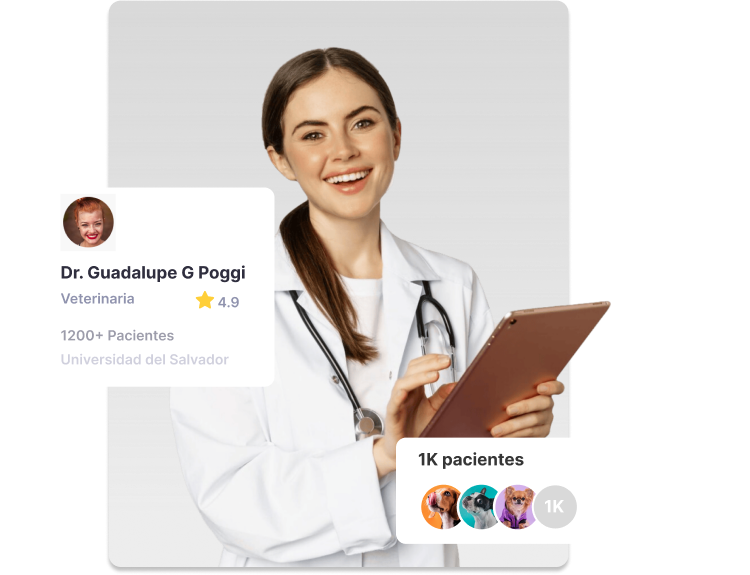 Dr. Guadalupe G Poggi
Veterinaria
4.9
1200+ Pacientes
Universidad del Salvador
1K pacientes
1K